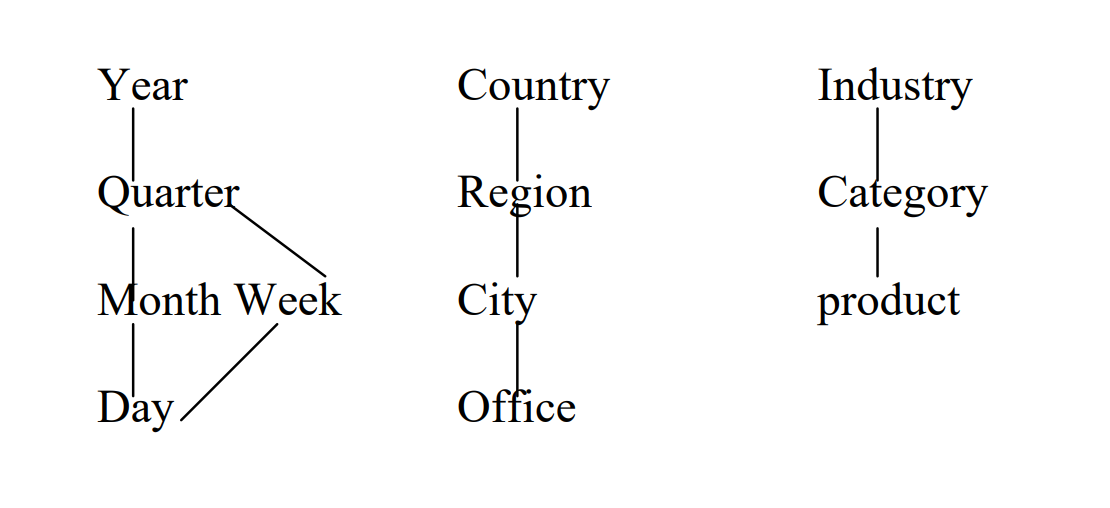 Year Country Industry
Quarter Region Category
Month Week City product
Day Office